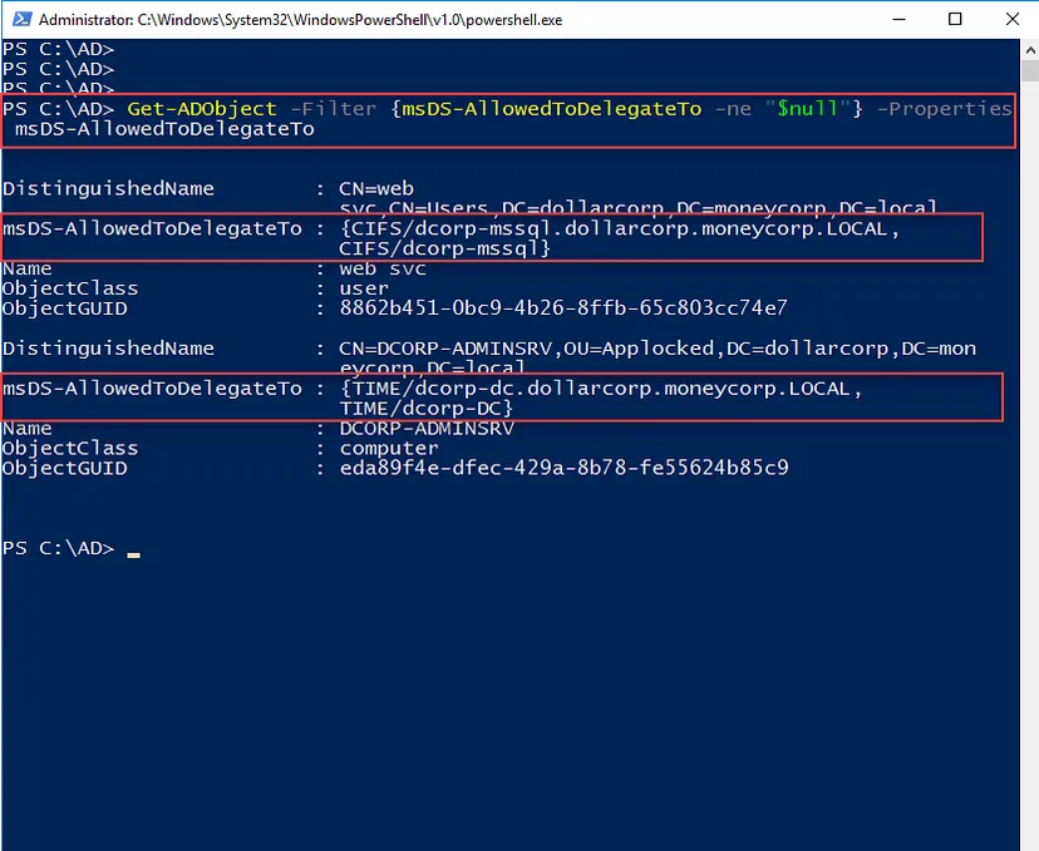 Administrator: C:\Windows\System32\WindowsPowerShell\v1.0\powershell.exe
PS C:\AD>
PS C:\AD>
PS C:\AD>
PS C:\AD> Get-ADObject -Filter {msDS-AllowedToDelegateTo -ne "$null"} -Properties
msDS-AllowedToDelegateTo
DistinguishedName : CN=web
svc,CN=Users,DC=dollarcorp,DC=moneycorp,DC=local
msDS-AllowedToDelegateTo : {CIFS/dcorp-mssql.dollarcorp.moneycorp.LOCAL,
CIFS/dcorp-mssql}
Name : web svc
ObjectClass : user
ObjectGUID : 8862b451-0bc9-4b26-8ffb-65c803cc74e7
DistinguishedName : CN=DCORP-ADMINSRV,OU=Applocked,DC=dollarcorp,DC=mon
eycorp,DC=local
msDS-AllowedToDelegateTo : {TIME/dcorp-dc.dollarcorp.moneycorp.LOCAL,
TIME/dcorp-DC}
Name : DCORP-ADMINSRV
ObjectClass : computer
ObjectGUID : eda89f4e-dfec-429a-8b78-fe55624b85c9
PS C:\AD>